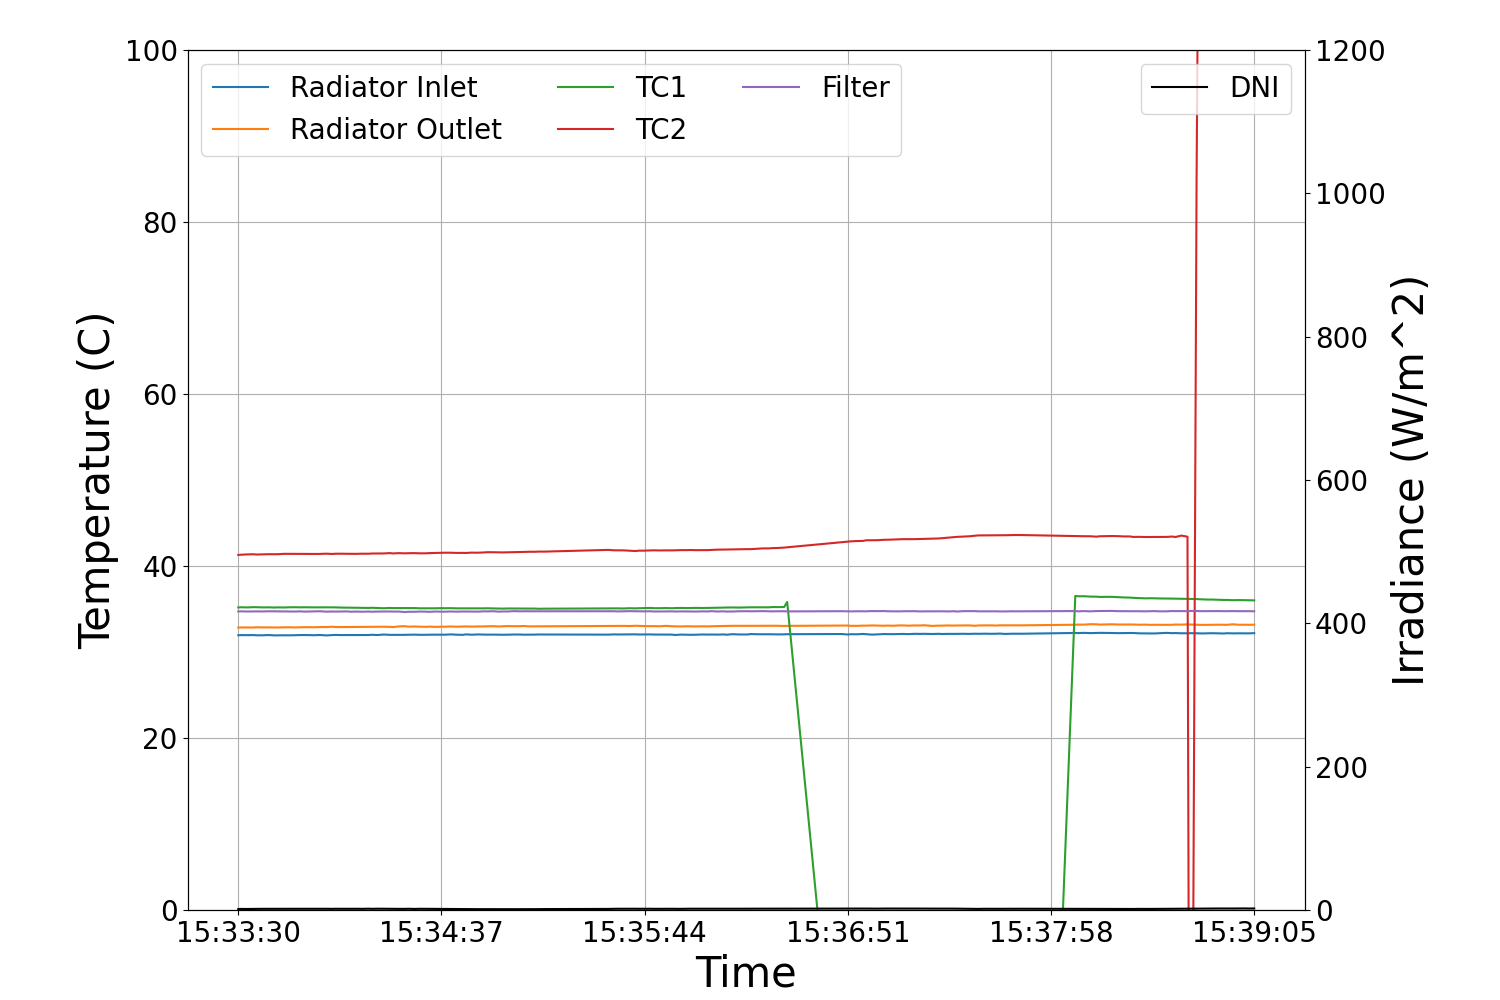 Radiator Inlet
Radiator Outlet
TC1
TC2
Filter
DNI
100
80
60
40
20
0
Temperature (C)
1200
1000
800
600
400
200
0
Irradiance (W/m^2)
15:33:30 15:34:37 15:35:44 15:36:51 15:37:58 15:39:05
Time